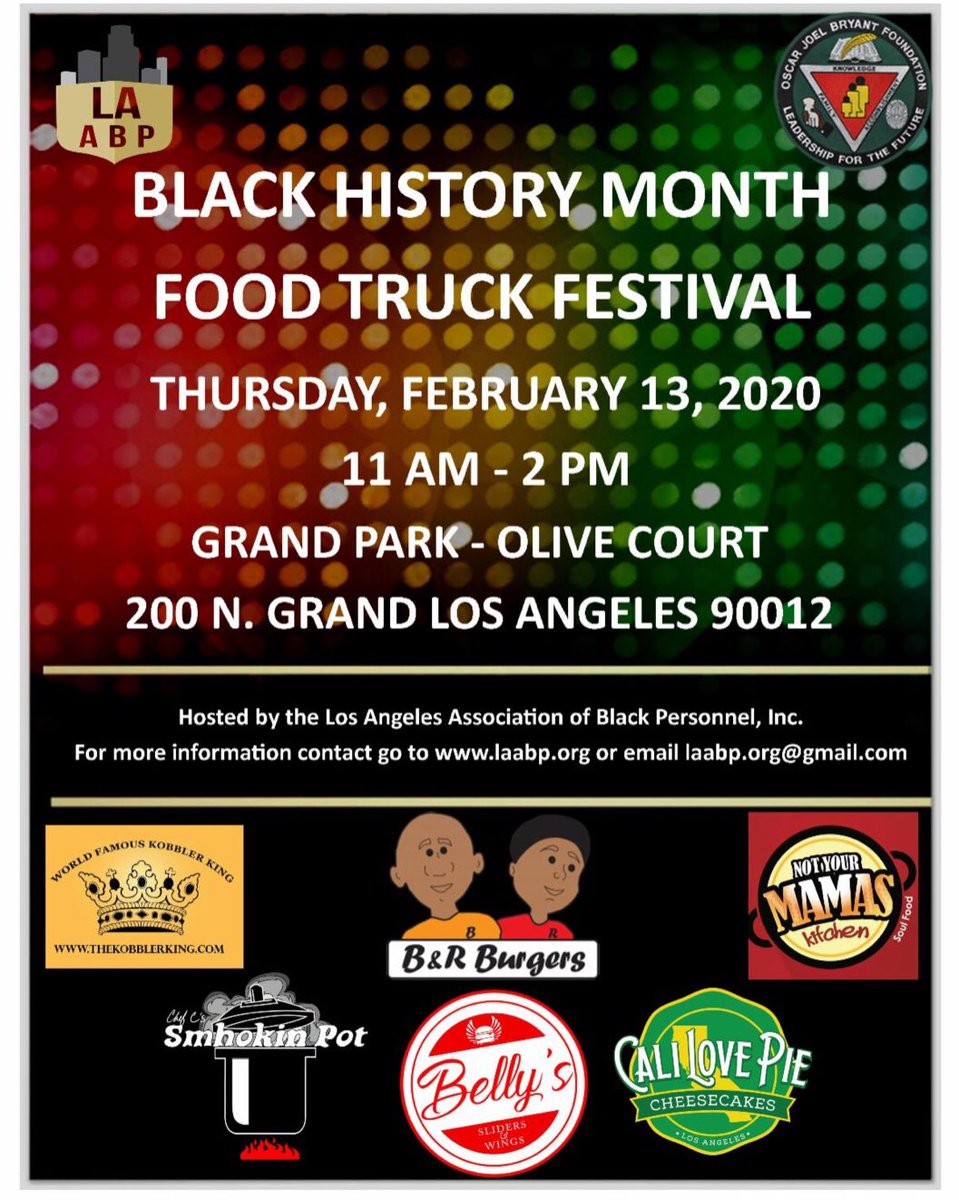 LA
ABP
OSCAR JOEL BRYANT FOUNDATION
KNOWLEDGE
FAMILY
LEADERSHIP FOR THE FUTURE
BLACK HISTORY MONTH
FOOD TRUCK FESTIVAL
THURSDAY, FEBRUARY 13, 2020
11 AM - 2 PM
GRAND PARK - OLIVE COURT
200 N. GRAND LOS ANGELES 90012
Hosted by the Los Angeles Association of Black Personnel, Inc.
For more information contact go to www.laabp.org or email laabp.org@gmail.com
WORLD FAMOUS KOBBLER KING
WWW.THEKOBBLERKING.COM
B
R
B&R Burgers
NOT YOUR
MAMAS
kitchen
Soul Food
Chef C's
Smhokin Pot
Belly's
SLIDERS
&
WINGS
CALI LOVE PIE
CHEESECAKES
• LOS ANGELES •